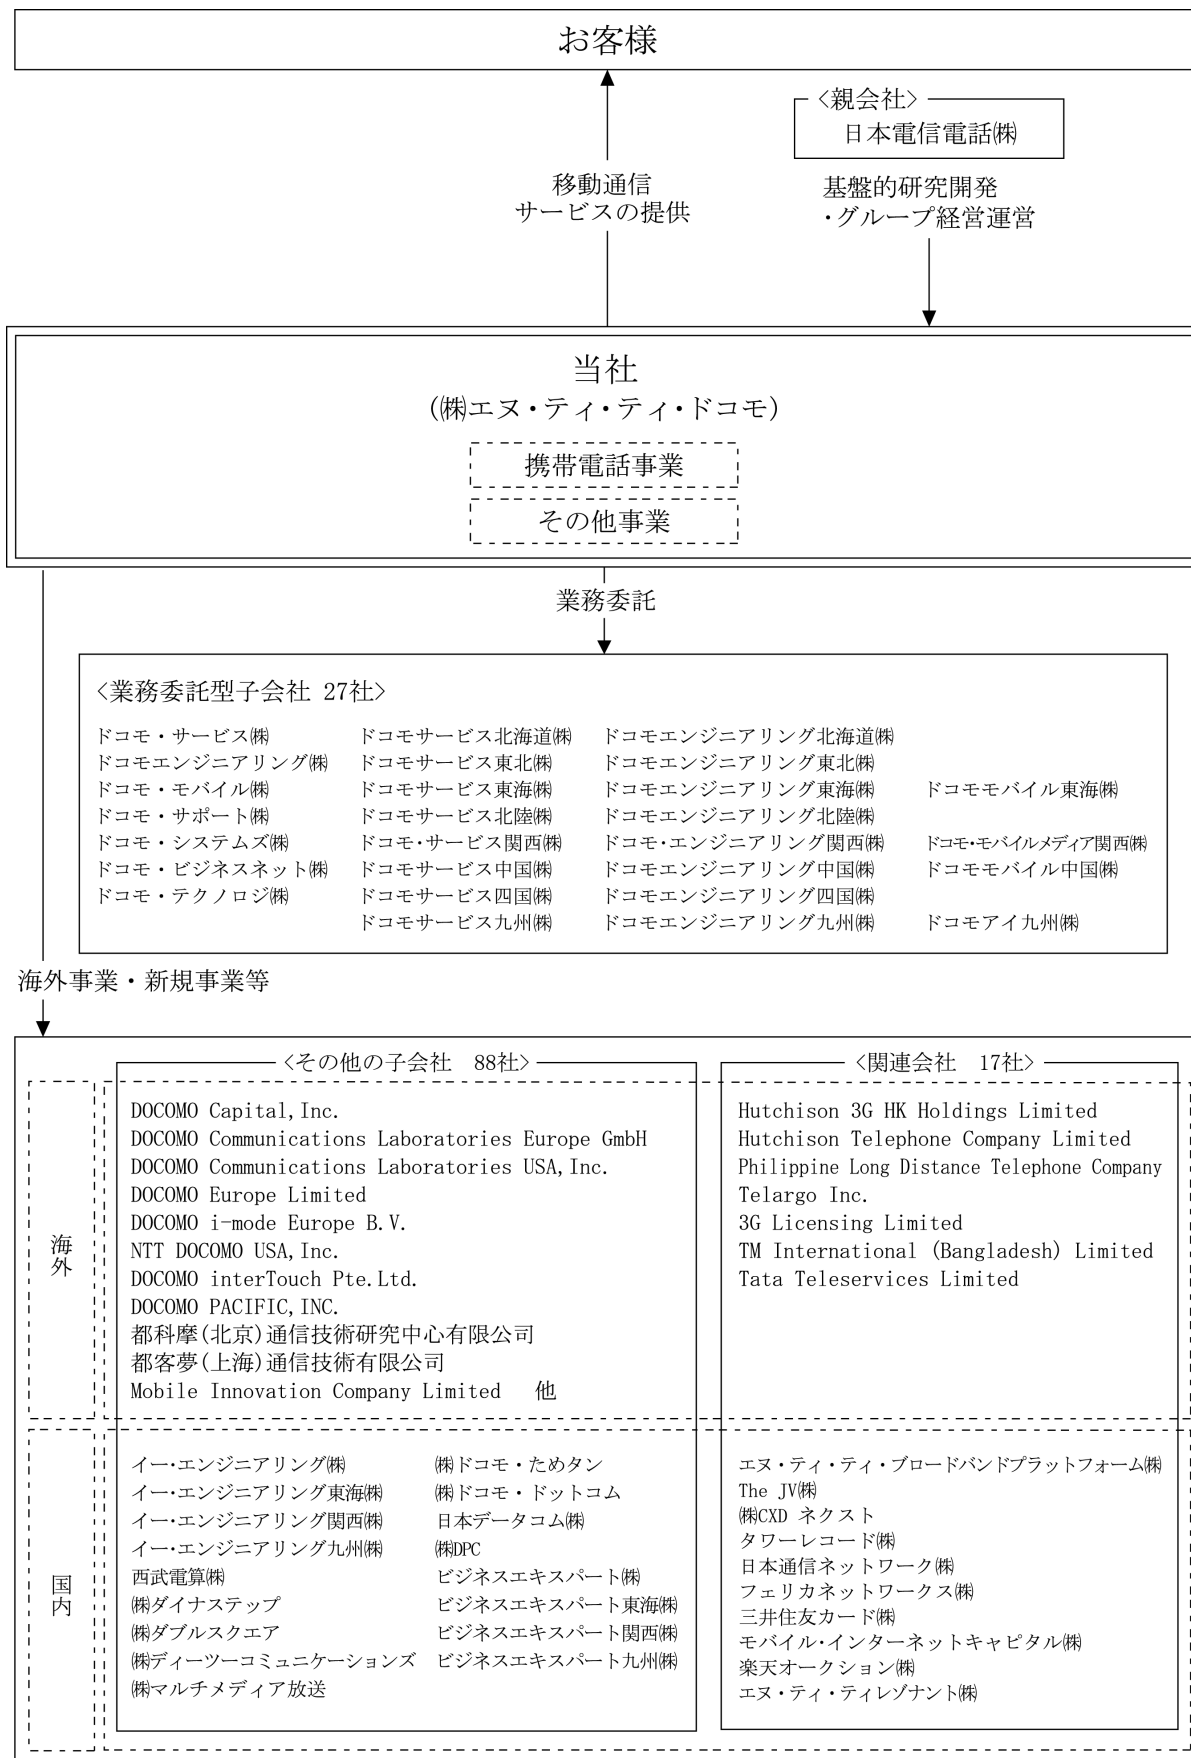 お客様
<親会社>
日本電信電話㈱
移動通信
サービスの提供
基盤的研究開発
・グループ経営運営
当社
(㈱エヌ・ティ・ティ・ドコモ)
携帯電話事業
その他事業
業務委託
<業務委託型子会社 27社>
ドコモ・サービス㈱ ドコモサービス北海道㈱ ドコモエンジニアリング北海道㈱
ドコモエンジニアリング㈱ ドコモサービス東北㈱ ドコモエンジニアリング東北㈱
ドコモ・モバイル㈱ ドコモサービス東海㈱ ドコモエンジニアリング東海㈱ ドコモモバイル東海㈱
ドコモ・サポート㈱ ドコモサービス北陸㈱ ドコモエンジニアリング北陸㈱
ドコモ・システムズ㈱ ドコモ・サービス関西㈱ ドコモ・エンジニアリング関西㈱ ドコモ・モバイルメディア関西㈱
ドコモ・ビジネスネット㈱ ドコモサービス中国㈱ ドコモエンジニアリング中国㈱ ドコモモバイル中国㈱
ドコモ・テクノロジ㈱ ドコモサービス四国㈱ ドコモエンジニアリング四国㈱
ドコモサービス九州㈱ ドコモエンジニアリング九州㈱ ドコモアイ九州㈱
海外事業・新規事業等
<その他の子会社 88社>
海外
DOCOMO Capital, Inc.
DOCOMO Communications Laboratories Europe GmbH
DOCOMO Communications Laboratories USA, Inc.
DOCOMO Europe Limited
DOCOMO i-mode Europe B.V.
NTT DOCOMO USA, Inc.
DOCOMO interTouch Pte.Ltd.
DOCOMO PACIFIC, INC.
都科摩(北京)通信技術研究中心有限公司
都客夢(上海)通信技術有限公司
Mobile Innovation Company Limited 他
<関連会社 17社>
Hutchison 3G HK Holdings Limited
Hutchison Telephone Company Limited
Philippine Long Distance Telephone Company
Telargo Inc.
3G Licensing Limited
TM International (Bangladesh) Limited
Tata Teleservices Limited
国内
イー・エンジニアリング㈱ ㈱ドコモ・ためタン
イー・エンジニアリング東海㈱ ㈱ドコモ・ドットコム
イー・エンジニアリング関西㈱ 日本データコム㈱
イー・エンジニアリング九州㈱ ㈱DPC
西武電算㈱ ビジネスエキスパート㈱
㈱ダイナステップ ビジネスエキスパート東海㈱
㈱ダブルスクエア ビジネスエキスパート関西㈱
㈱ディーツーコミュニケーションズ ビジネスエキスパート九州㈱
㈱マルチメディア放送
エヌ・ティ・ティ・ブロードバンドプラットフォーム㈱
The JV㈱
㈱CXD ネクスト
タワーレコード㈱
日本通信ネットワーク㈱
フェリカネットワークス㈱
三井住友カード㈱
モバイル・インターネットキャピタル㈱
楽天オークション㈱
エヌ・ティ・ティレゾナント㈱